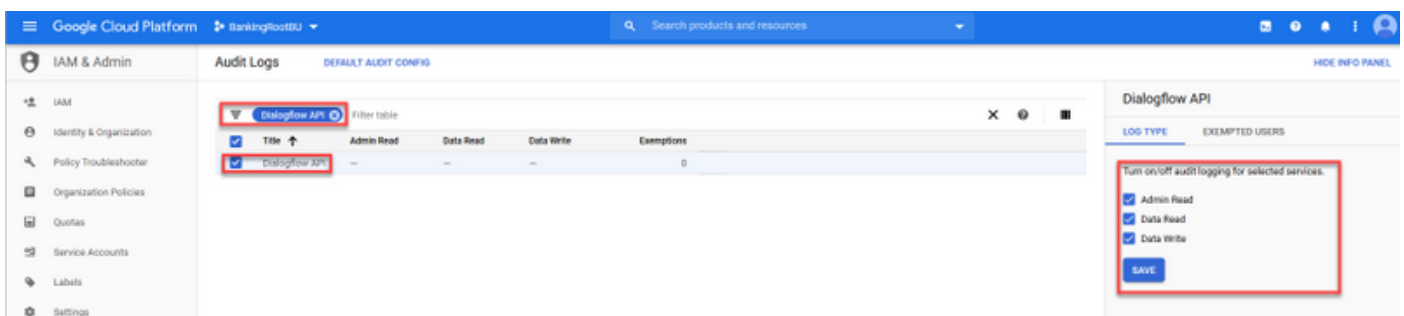 Google Cloud Platform BankingRootBU Search products and resources
IAM & Admin Audit Logs DEFAULT AUDIT CONFIG HIDE INFO PANEL
IAM
Identity & Organization
Policy Troubleshooter
Organization Policies
Quotas
Service Accounts
Labels
Settings
Dialogflow API Filter table
Title Admin Read Data Read Data Write Exemptions
Dialogflow API — — — 0
Dialogflow API
LOG TYPE EXEMPTED USERS
Turn on/off audit logging for selected services.
Admin Read
Data Read
Data Write
SAVE